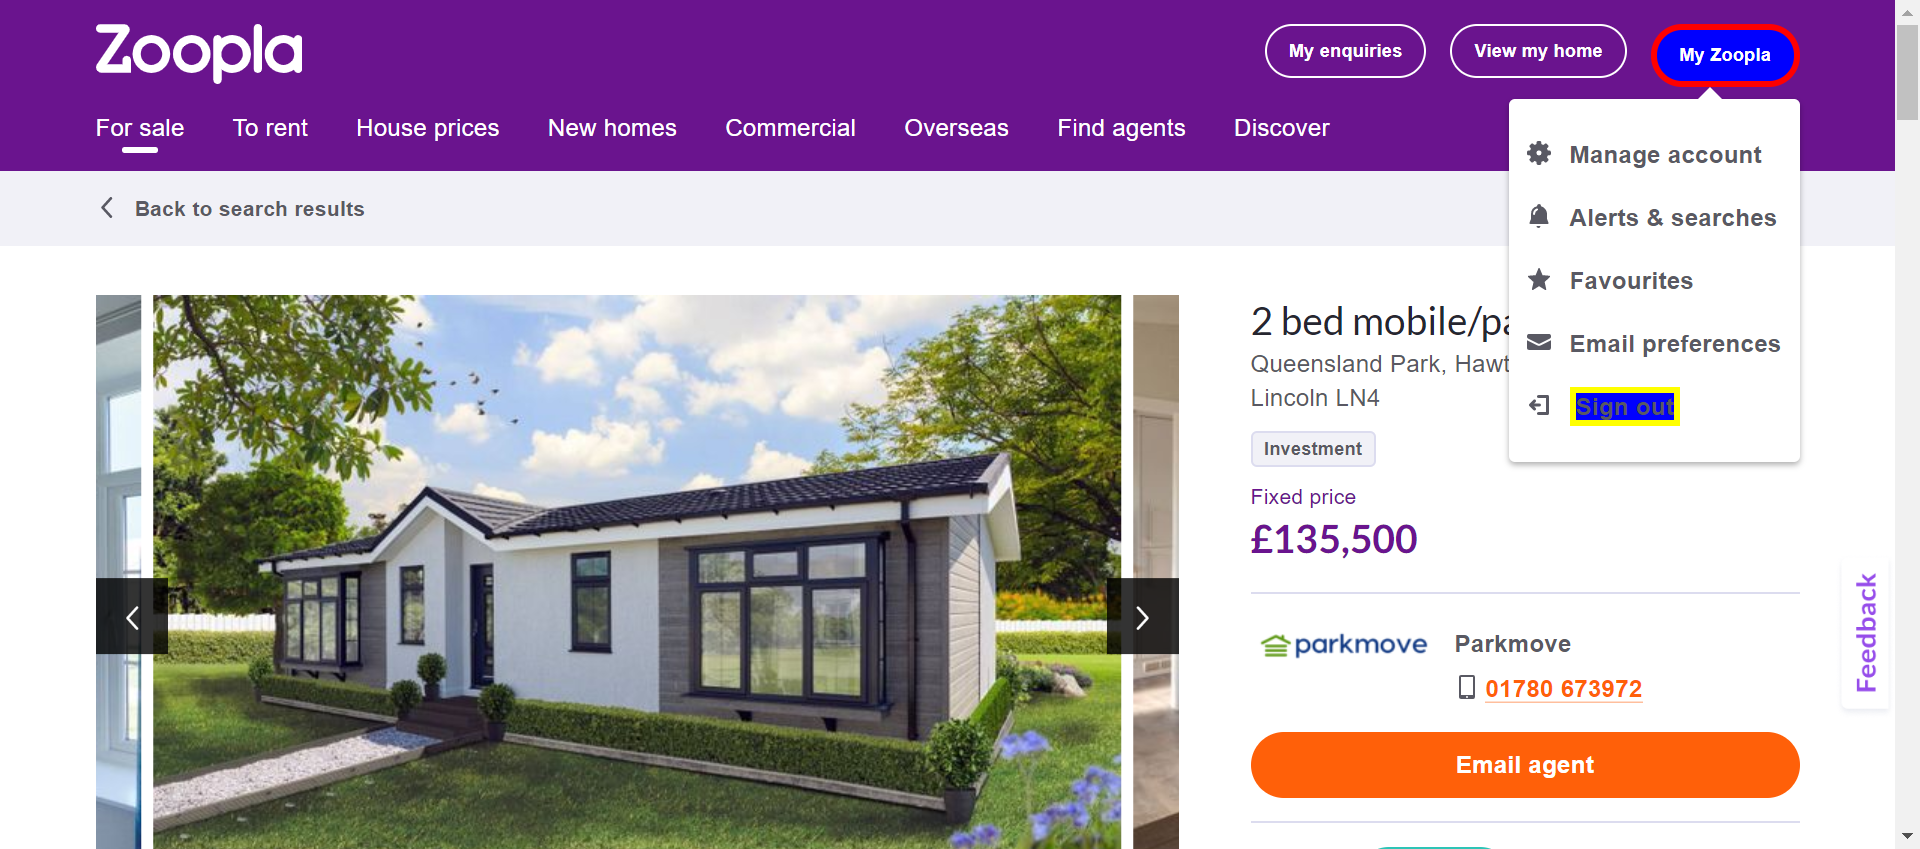 Zoopla
My enquiries
View my home
My Zoopla
For sale
To rent
House prices
New homes
Commercial
Overseas
Find agents
Discover
Manage account
Alerts & searches
Favourites
Email preferences
Sign out
Back to search results
2 bed mobile/pa
Queensland Park, Hawt
Lincoln LN4
Investment
Fixed price
£135,500
parkmove
Parkmove
01780 673972
Email agent
Feedback